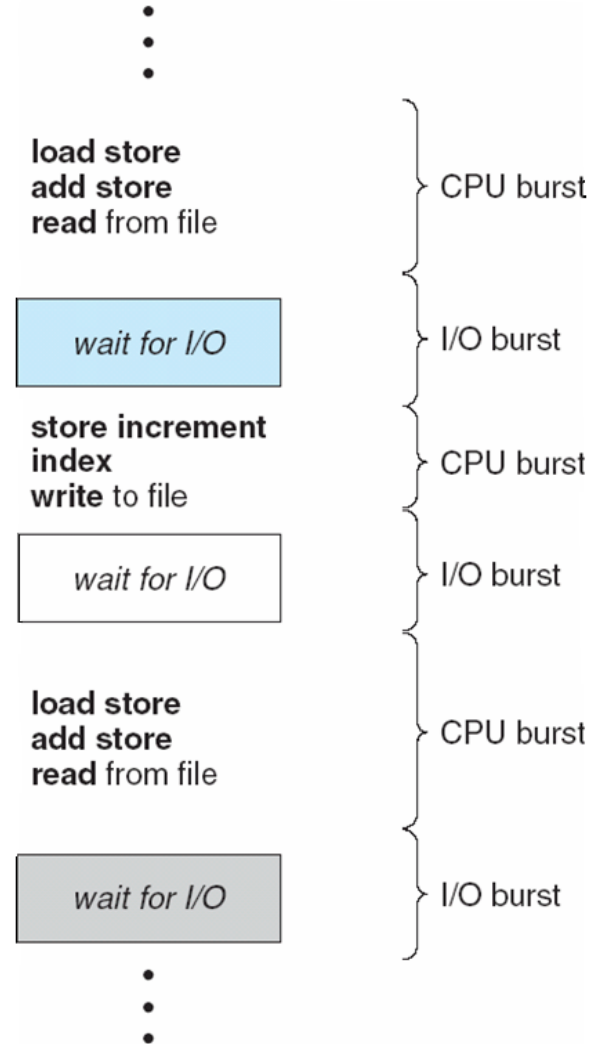 load store
add store
read from file
CPU burst
wait for I/O
I/O burst
store increment
index
write to file
CPU burst
wait for I/O
I/O burst
load store
add store
read from file
CPU burst
wait for I/O
I/O burst